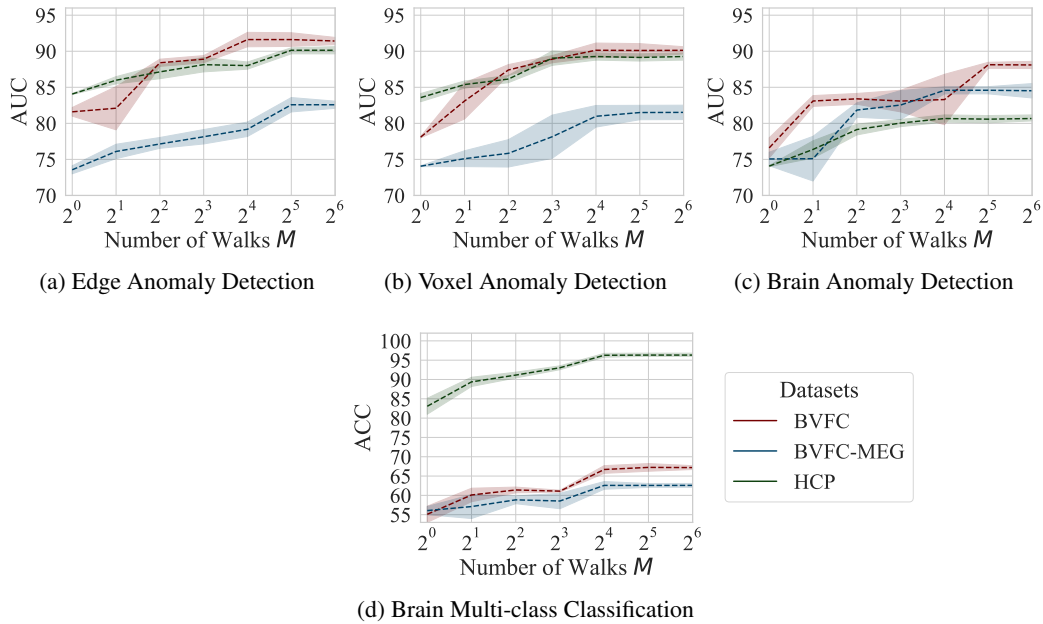 95
90
85
80
75
70
AUC
2^0 2^1 2^2 2^3 2^4 2^5 2^6
Number of Walks M
(a) Edge Anomaly Detection
95
90
85
80
75
70
AUC
2^0 2^1 2^2 2^3 2^4 2^5 2^6
Number of Walks M
(b) Voxel Anomaly Detection
95
90
85
80
75
70
AUC
2^0 2^1 2^2 2^3 2^4 2^5 2^6
Number of Walks M
(c) Brain Anomaly Detection
100
95
90
85
80
75
70
65
60
55
ACC
2^0 2^1 2^2 2^3 2^4 2^5 2^6
Number of Walks M
Datasets
BVFC
BVFC-MEG
HCP
(d) Brain Multi-class Classification